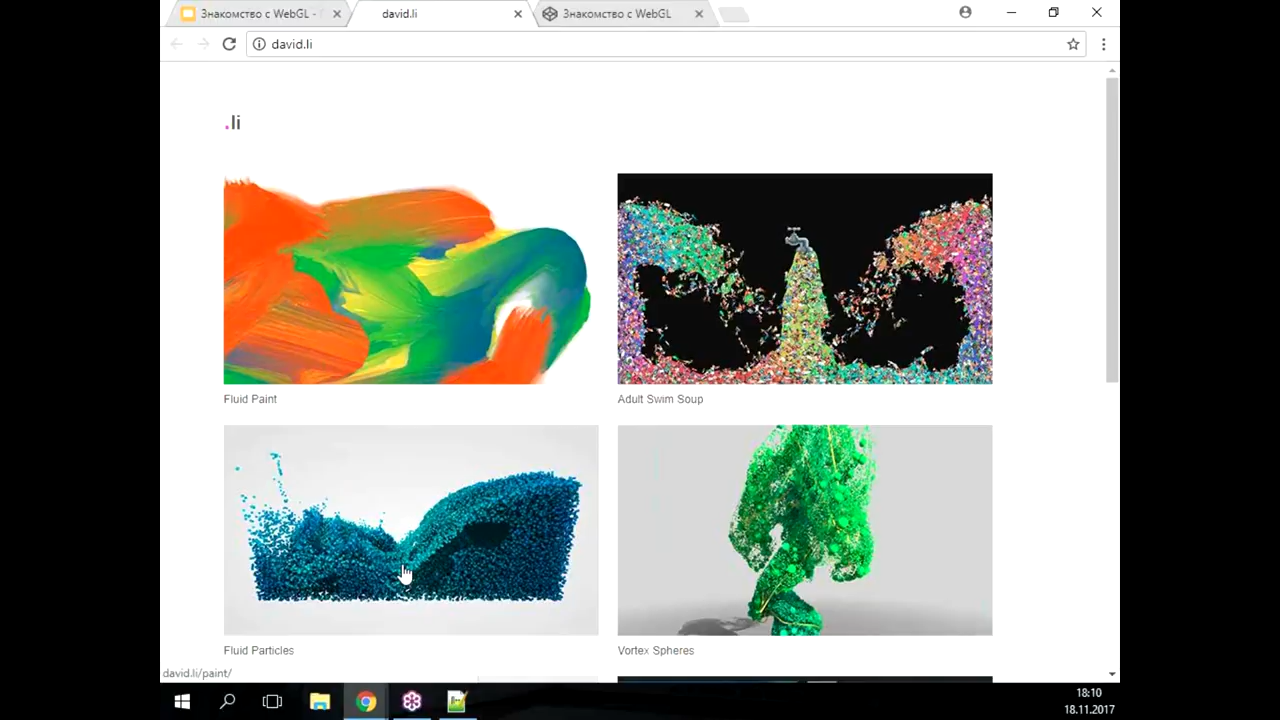 Знакомство с WebGL -
david.li
Знакомство с WebGL
david.li
.li
Fluid Paint
Adult Swim Soup
Fluid Particles
Vortex Spheres
david.li/paint/
18:10
18.11.2017